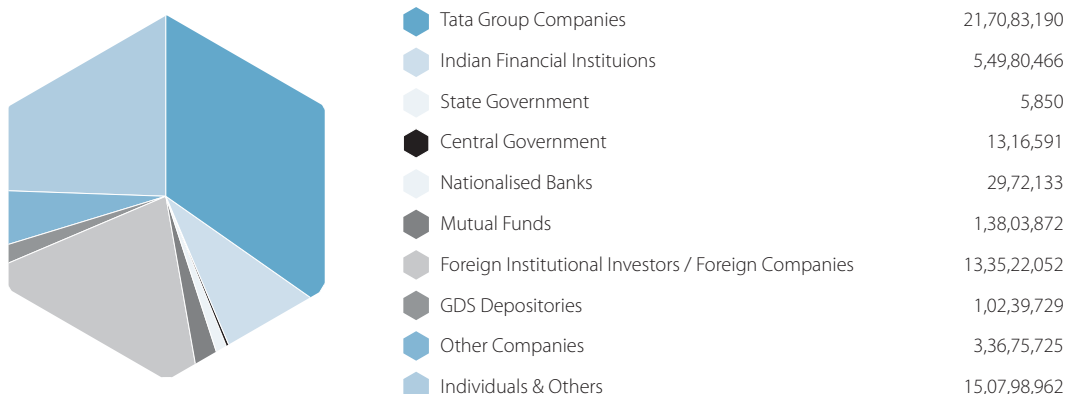 Tata Group Companies 21,70,83,190
Indian Financial Instituions 5,49,80,466
State Government 5,850
Central Government 13,16,591
Nationalised Banks 29,72,133
Mutual Funds 1,38,03,872
Foreign Institutional Investors / Foreign Companies 13,35,22,052
GDS Depositories 1,02,39,729
Other Companies 3,36,75,725
Individuals & Others 15,07,98,962